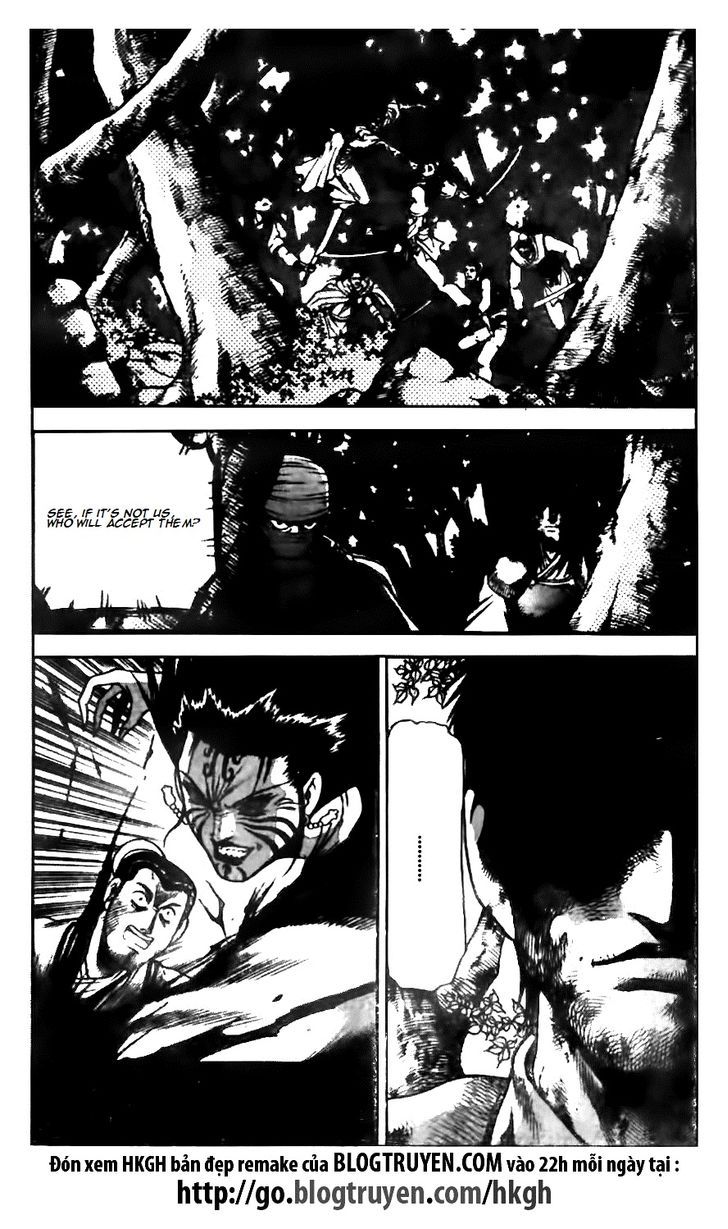 SEE, IF IT'S NOT US,
WHO WILL ACCEPT THEM?
.........
Đón xem HKGH bản đẹp remake của BLOGTRUYEN.COM vào 22h mỗi ngày tại :
http://go.blogtruyen.com/hkgh